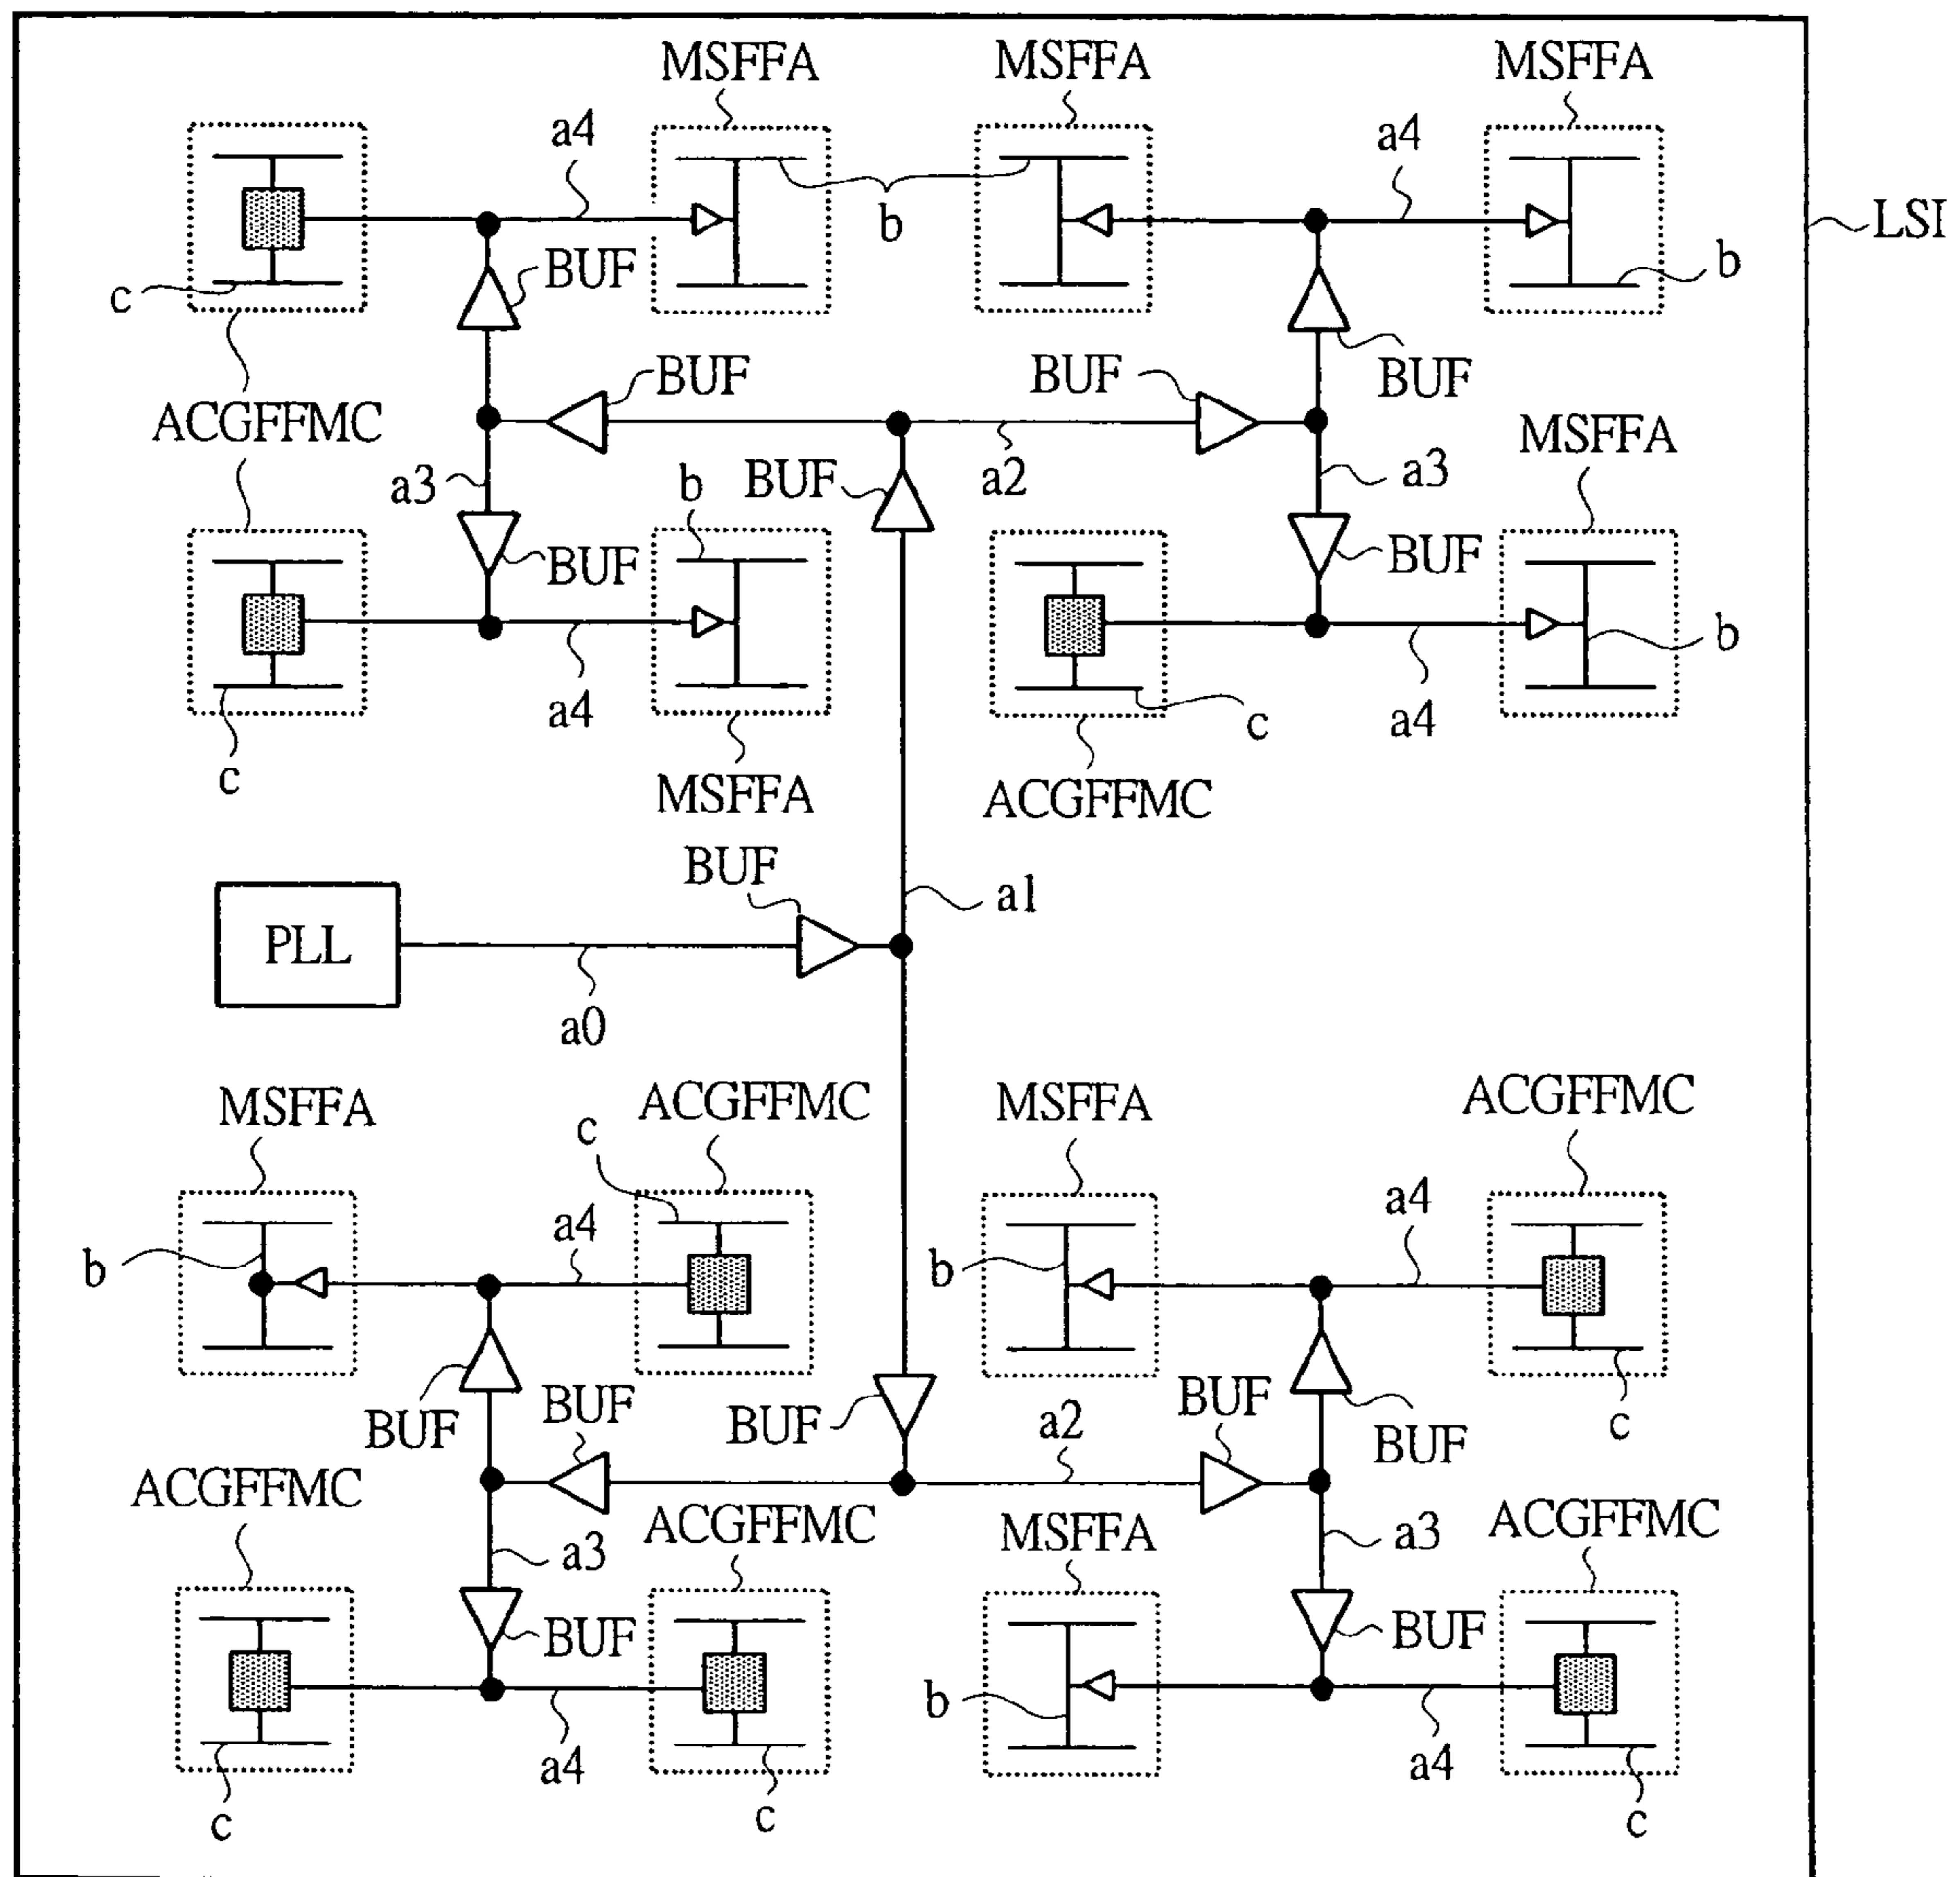 MSFFA MSFFA MSFFA
a4 a4
b LSI
BUF b
c
BUF BUF BUF
ACGFFMC MSFFA
a3 b BUF a2 a3
BUF BUF
b
a4 c a4
c MSFFA ACGFFMC
BUF
a1
PLL
a0
MSFFA ACGFFMC MSFFA ACGFFMC
c
a4 a4
b b
BUF BUF BUF a2 BUF BUF c
ACGFFMC ACGFFMC MSFFA ACGFFMC
a3 a3
BUF BUF
b
a4 a4
c c c